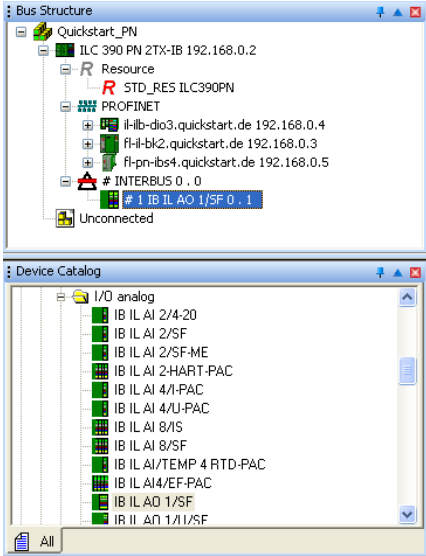 Bus Structure
Quickstart_PN
ILC 390 PN 2TX-IB 192.168.0.2
R Resource
R STD_RES ILC390PN
PROFINET
il-ilb-dio3.quickstart.de 192.168.0.4
fl-il-bk2.quickstart.de 192.168.0.3
fl-pn-ibs4.quickstart.de 192.168.0.5
# INTERBUS 0 . 0
# 1 IB IL AO 1/SF 0 . 1
Unconnected
Device Catalog
I/O analog
IB IL AI 2/4-20
IB IL AI 2/SF
IB IL AI 2/SF-ME
IB IL AI 2-HART-PAC
IB IL AI 4/I-PAC
IB IL AI 4/U-PAC
IB IL AI 8/IS
IB IL AI 8/SF
IB IL AI/TEMP 4 RTD-PAC
IB IL AI4/EF-PAC
IB IL AO 1/SF
IB IL AO 1/U/SF
All